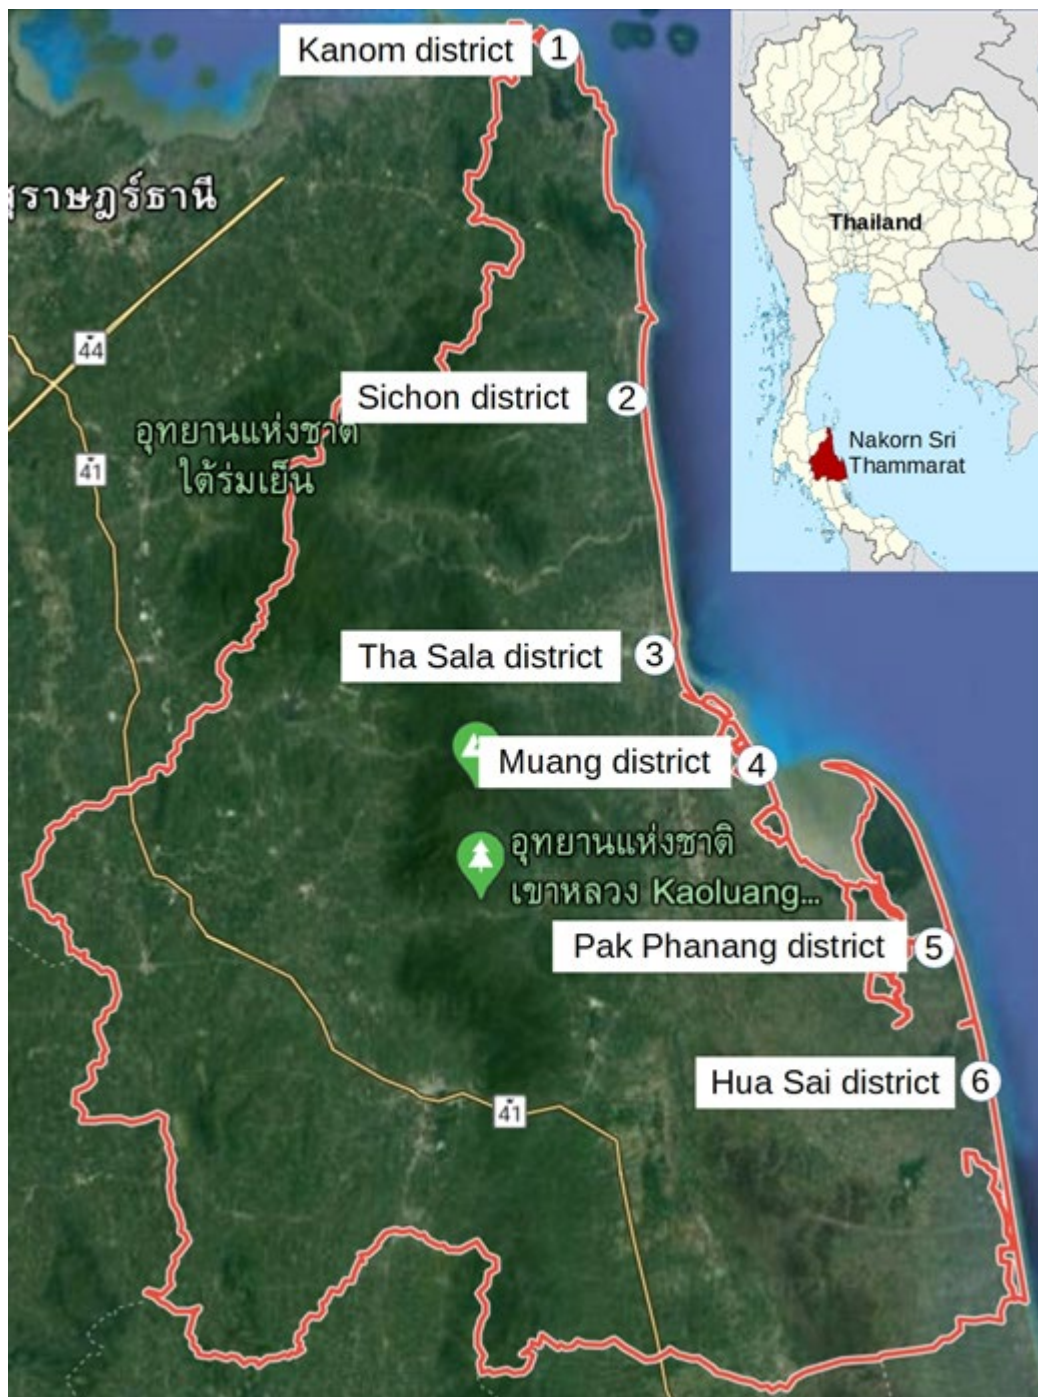 Kanom district
1
Thailand
Nakorn Sri
Thammarat
สุราษฎร์ธานี
44
Sichon district
2
อุทยานแห่งชาติ
ใต้ร่มเย็น
41
Tha Sala district
3
Muang district
4
อุทยานแห่งชาติ
เขาหลวง Kaoluang...
Pak Phanang district
5
Hua Sai district
6
41